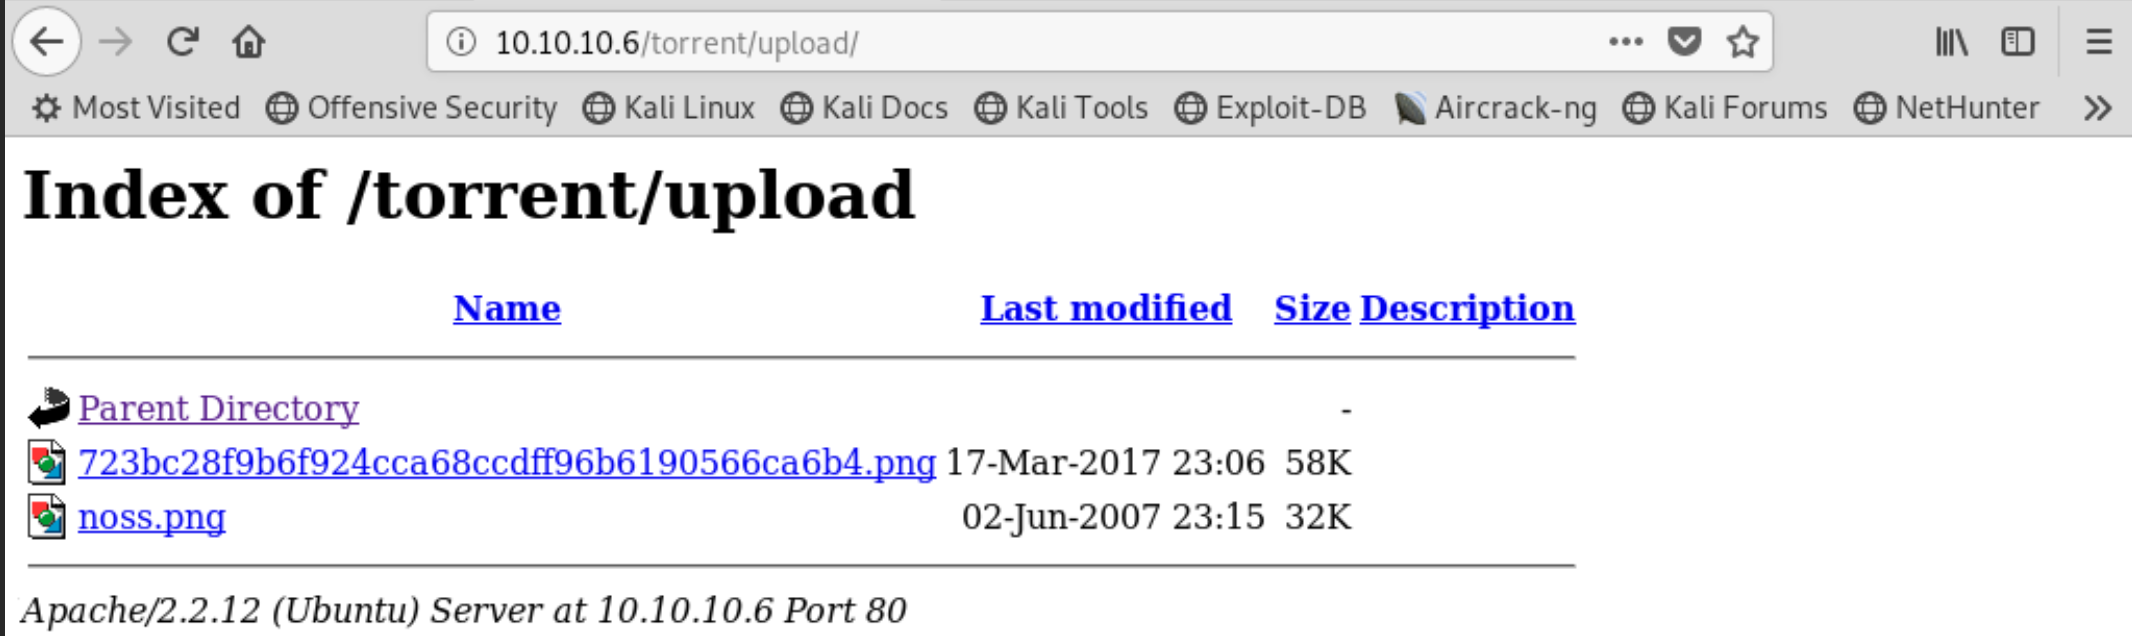 10.10.10.6/torrent/upload/
Most Visited Offensive Security Kali Linux Kali Docs Kali Tools Exploit-DB Aircrack-ng Kali Forums NetHunter
Index of /torrent/upload
Name Last modified Size Description
Parent Directory -
723bc28f9b6f924cca68ccdff96b6190566ca6b4.png 17-Mar-2017 23:06 58K
noss.png 02-Jun-2007 23:15 32K
Apache/2.2.12 (Ubuntu) Server at 10.10.10.6 Port 80